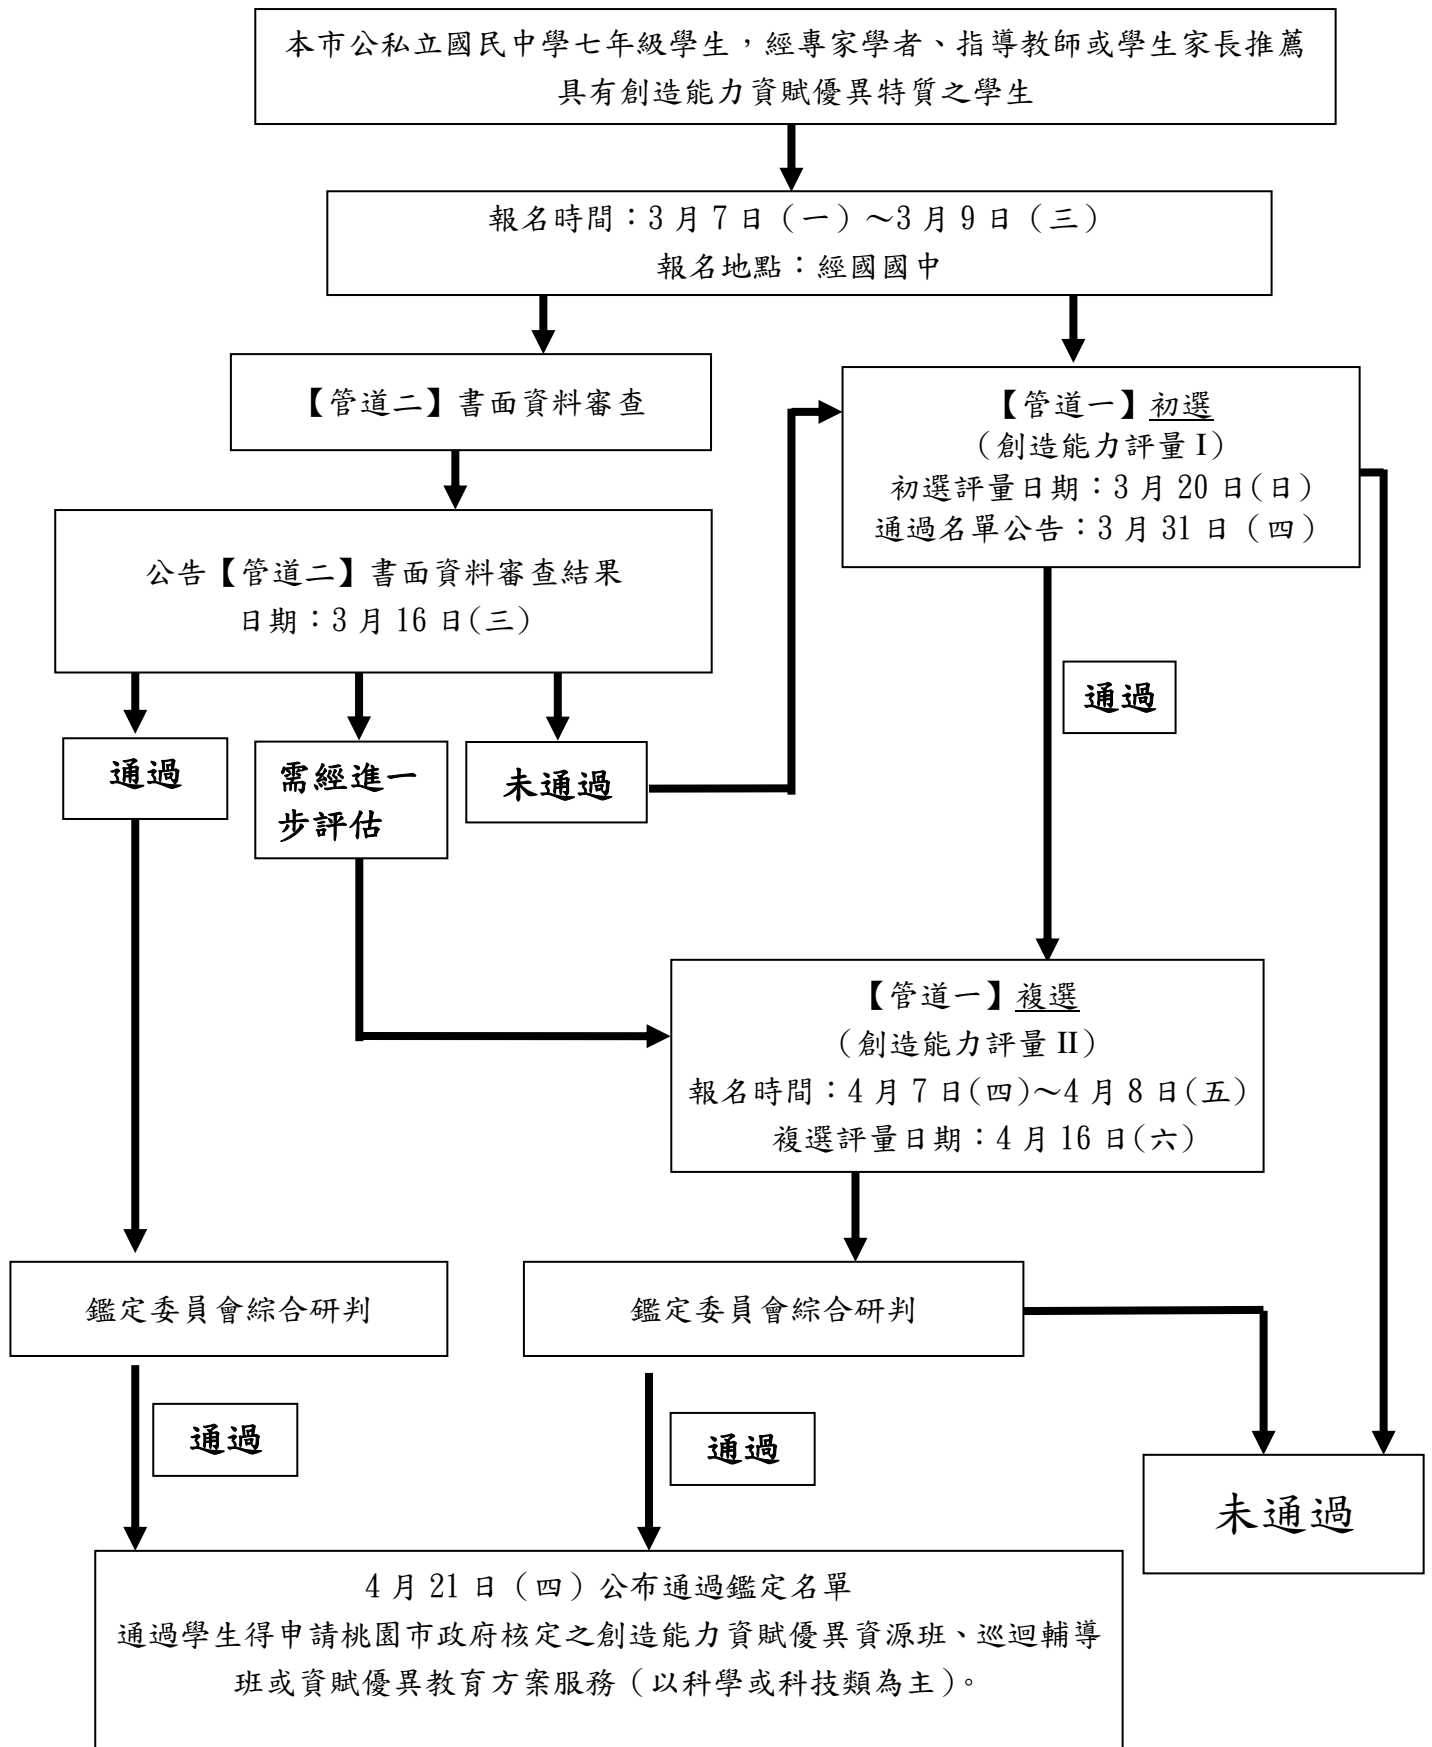 本市公私立國民中學七年級學生，經專家學者、指導教師或學生家長推薦
具有創造能力資賦優異特質之學生
報名時間：3月7日（一）～3月9日（三）
報名地點：經國國中
【管道二】書面資料審查
【管道一】初選
（創造能力評量 I）
初選評量日期：3月20日(日)
通過名單公告：3月31日（四）
公告【管道二】書面資料審查結果
日期：3月16日(三)
通過
通過
需經進一
步評估
未通過
【管道一】複選
（創造能力評量 II）
報名時間：4月7日(四)～4月8日(五)
複選評量日期：4月16日(六)
鑑定委員會綜合研判
鑑定委員會綜合研判
通過
通過
未通過
4月21日（四）公布通過鑑定名單
通過學生得申請桃園市政府核定之創造能力資賦優異資源班、巡迴輔導
班或資賦優異教育方案服務（以科學或科技類為主）。